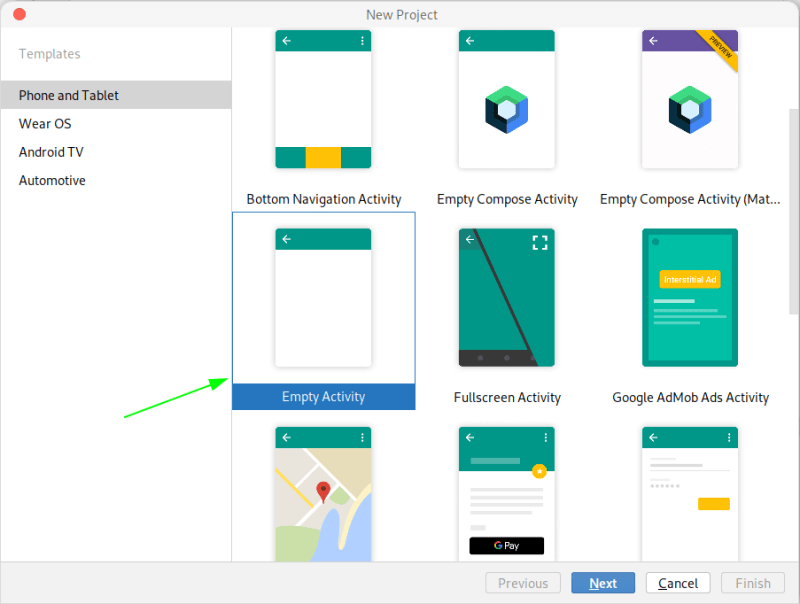 New Project
Templates
Phone and Tablet
Wear OS
Android TV
Automotive
PREVIEW
Bottom Navigation Activity
Empty Compose Activity
Empty Compose Activity (Mat...
Interstitial Ad
Empty Activity
Fullscreen Activity
Google AdMob Ads Activity
G Pay
Previous
Next
Cancel
Finish